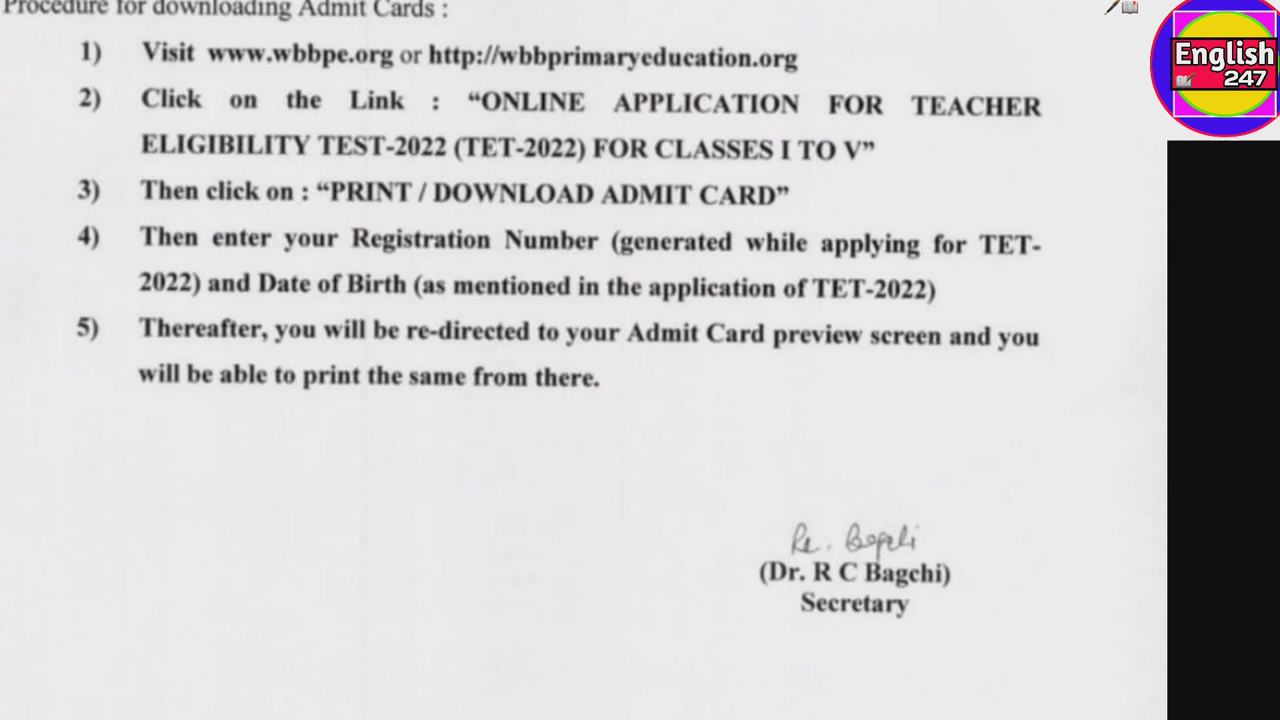 Procedure for downloading Admit Cards :
1) Visit www.wbbpe.org or http://wbbprimaryeducation.org
2) Click on the Link : “ONLINE APPLICATION FOR TEACHER
ELIGIBILITY TEST-2022 (TET-2022) FOR CLASSES I TO V”
3) Then click on : “PRINT / DOWNLOAD ADMIT CARD”
4) Then enter your Registration Number (generated while applying for TET-
2022) and Date of Birth (as mentioned in the application of TET-2022)
5) Thereafter, you will be re-directed to your Admit Card preview screen and you
will be able to print the same from there.
(Dr. R C Bagchi)
Secretary
English
247